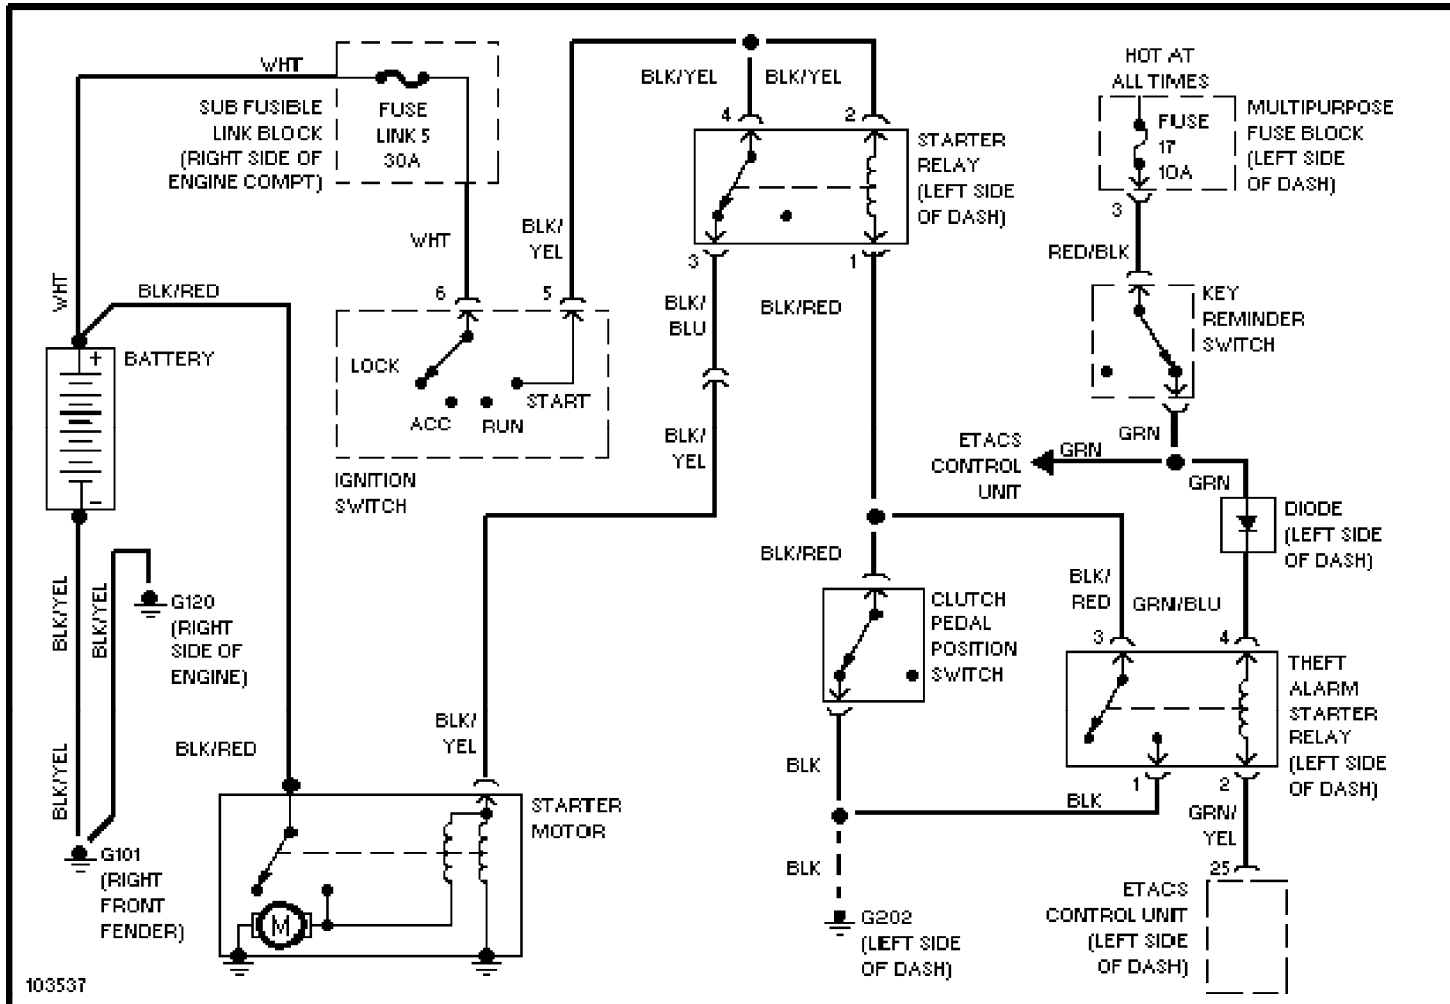 WHT
SUB FUSIBLE
LINK BLOCK
(RIGHT SIDE OF
ENGINE COMPT)
FUSE
LINK 5
30A
WHT
BLK/
YEL
BLK/YEL
BLK/YEL
4
2
STARTER
RELAY
(LEFT SIDE
OF DASH)
3
1
BLK/
BLU
BLK/RED
HOT AT
ALL TIMES
FUSE
17
10A
MULTIPURPOSE
FUSE BLOCK
(LEFT SIDE
OF DASH)
3
RED/BLK
KEY
REMINDER
SWITCH
GRN
ETACS
CONTROL
UNIT
GRN
GRN
DIODE
(LEFT SIDE
OF DASH)
WHT
BLK/RED
+
BATTERY
-
6
5
LOCK
ACC
RUN
START
IGNITION
SWITCH
BLK/
YEL
BLK/RED
CLUTCH
PEDAL
POSITION
SWITCH
BLK/
RED
GRN/BLU
3
4
THEFT
ALARM
STARTER
RELAY
(LEFT SIDE
OF DASH)
1
2
BLK/YEL
BLK/YEL
G120
(RIGHT
SIDE OF
ENGINE)
BLK/YEL
BLK/RED
BLK/
YEL
STARTER
MOTOR
M
G101
(RIGHT
FRONT
FENDER)
BLK
BLK
BLK
GRN/
YEL
25
ETACS
CONTROL UNIT
(LEFT SIDE
OF DASH)
G202
(LEFT SIDE
OF DASH)
103537